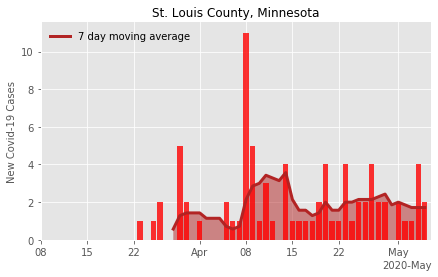 St. Louis County, Minnesota
7 day moving average
New Covid-19 Cases
10
8
6
4
2
0
08 15 22 Apr 08 15 22 May
2020-May